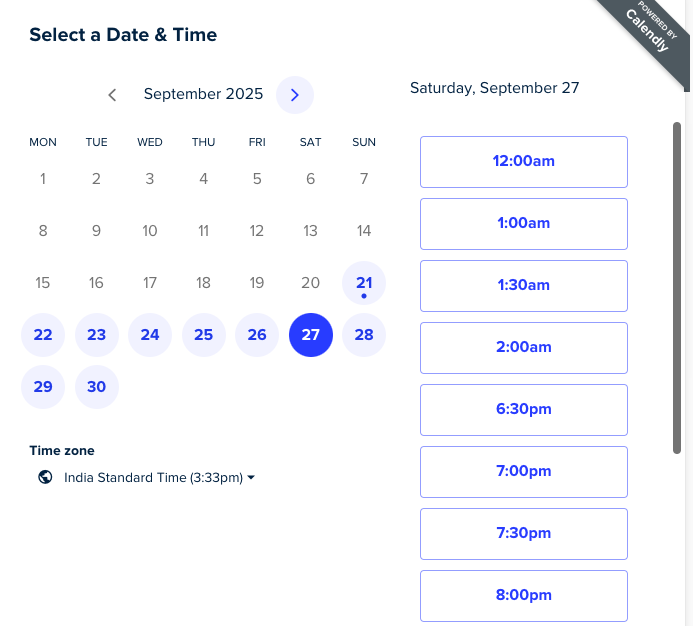 Select a Date & Time
POWERED BY
Calendly
September 2025
Saturday, September 27
MON TUE WED THU FRI SAT SUN
1 2 3 4 5 6 7
8 9 10 11 12 13 14
15 16 17 18 19 20 21
22 23 24 25 26 27 28
29 30
Time zone
India Standard Time (3:33pm)
12:00am
1:00am
1:30am
2:00am
6:30pm
7:00pm
7:30pm
8:00pm